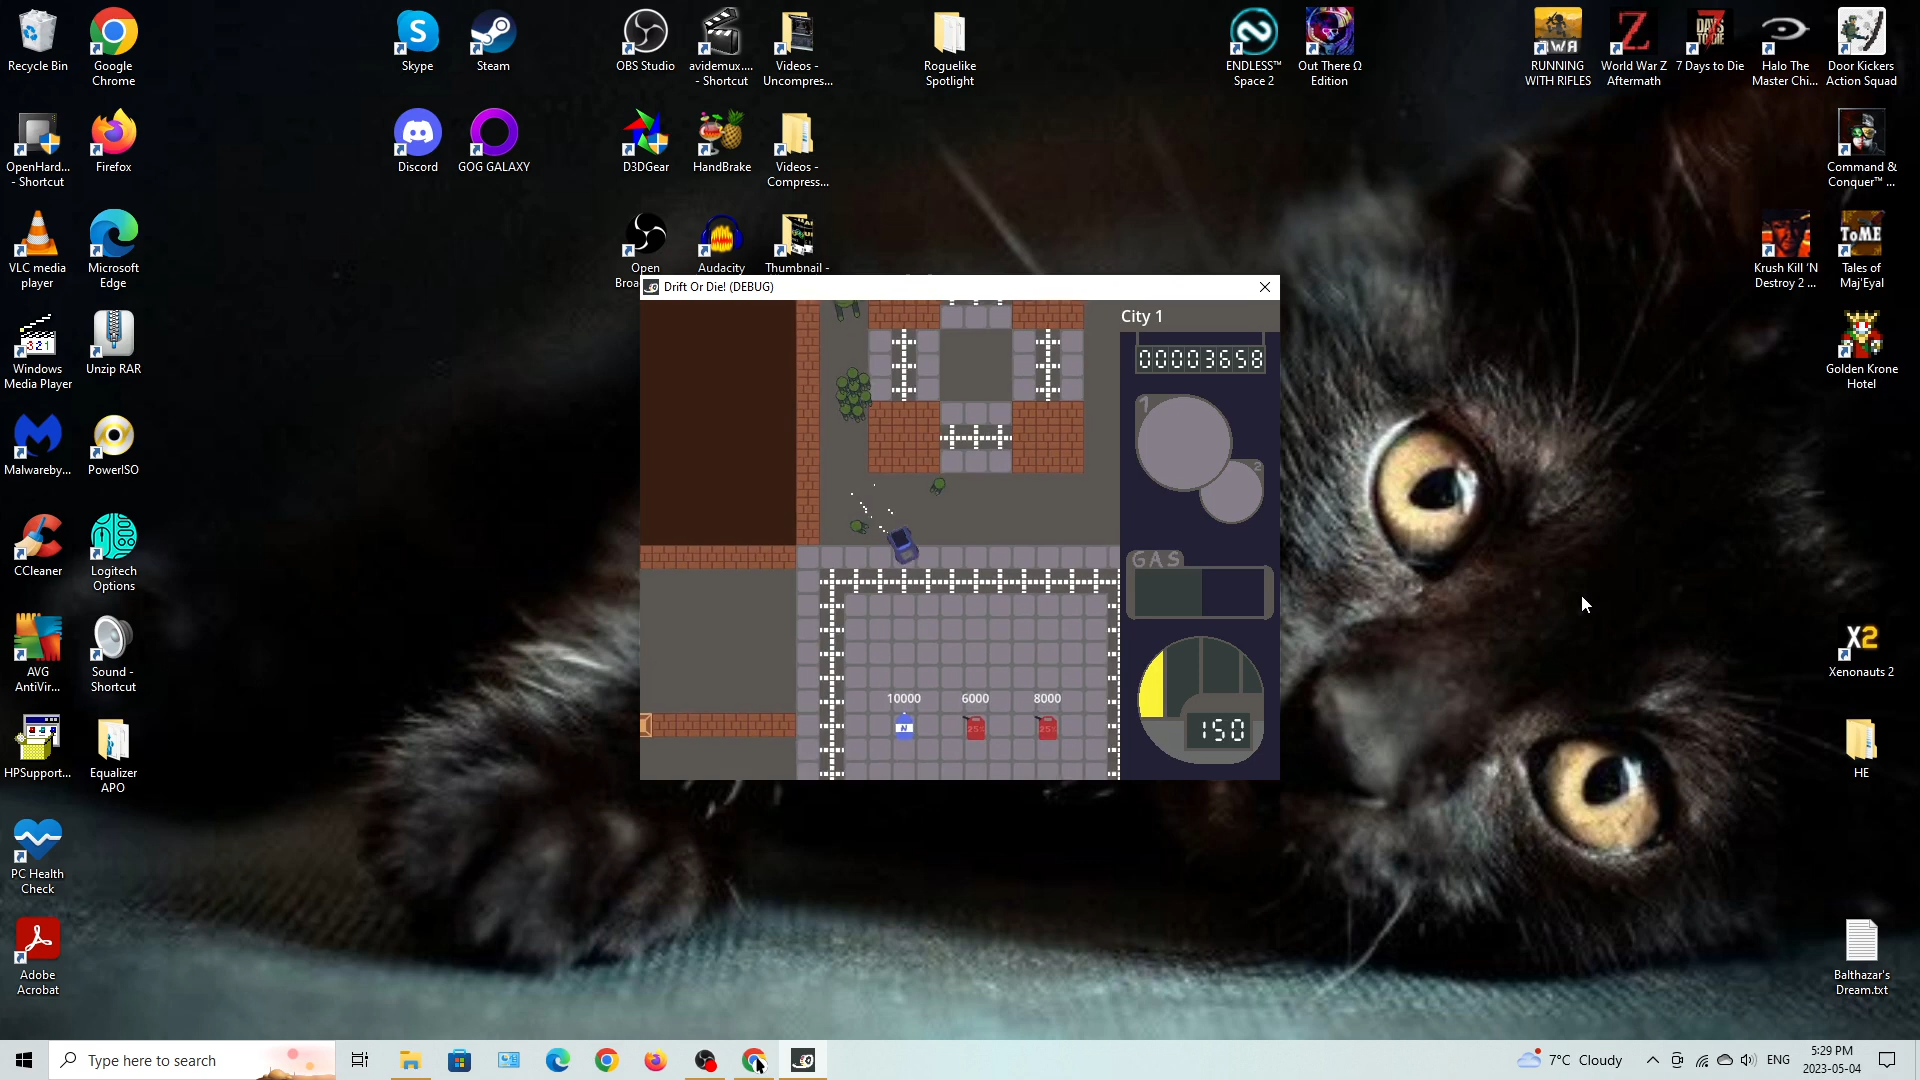 Recycle Bin
Google
Chrome
Skype
Steam
OBS Studio
avidemux....
- Shortcut
Videos -
Uncompres...
Roguelike
Spotlight
ENDLESS™
Space 2
Out There Ω
Edition
RUNNING
WITH RIFLES
World War Z
Aftermath
7 Days to Die
Halo The
Master Chi...
Door Kickers
Action Squad
OpenHard...
- Shortcut
Firefox
Discord
GOG GALAXY
D3DGear
HandBrake
Videos -
Compress...
Command &
Conquer™ ...
VLC media
player
Microsoft
Edge
Open
Broa
Audacity
Thumbnail -
Krush Kill 'N
Destroy 2 ...
ToME
Tales of
Maj'Eyal
Drift Or Die! (DEBUG)
City 1
00003658
1
2
GAS
150
10000
6000
8000
N
25%
Windows
Media Player
Unzip RAR
Golden Krone
Hotel
Malwareby...
PowerISO
CCleaner
Logitech
Options
AVG
AntiVir...
Sound -
Shortcut
X2
Xenonauts 2
HPSupport...
Equalizer
APO
HE
PC Health
Check
Adobe
Acrobat
Balthazar's
Dream.txt
Type here to search
7°C Cloudy
ENG
5:29 PM
2023-05-04